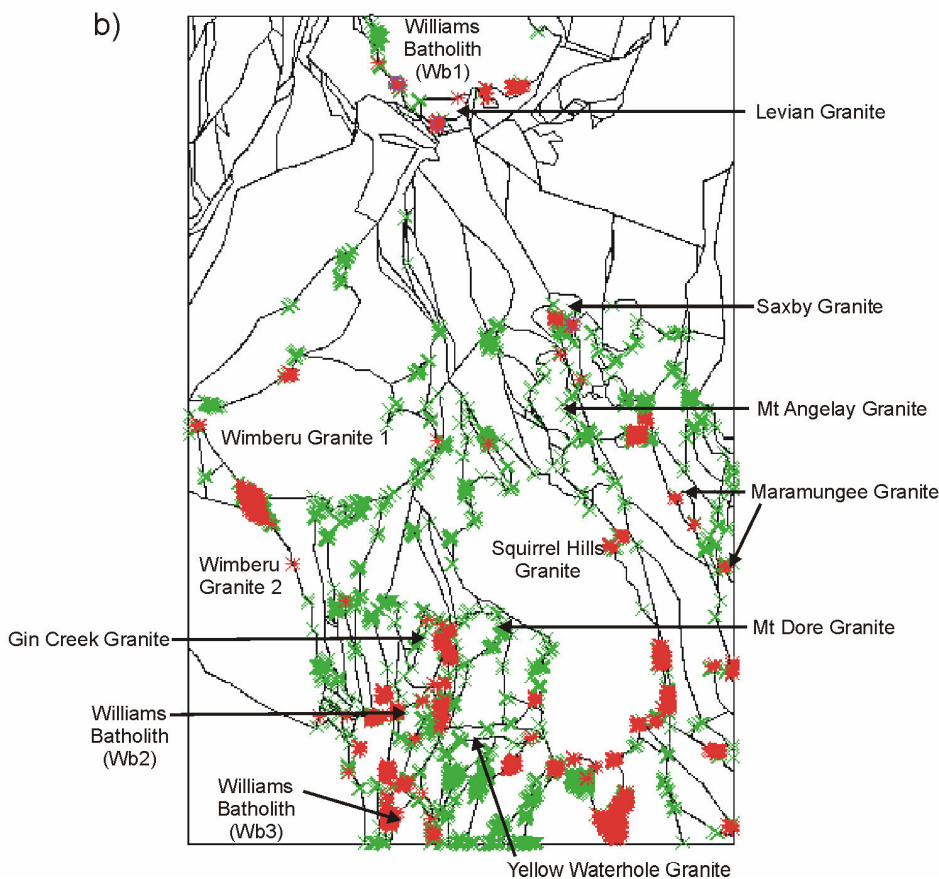 b)
Williams
Batholith
(Wb1)
Levian Granite
Saxby Granite
Mt Angelay Granite
Wimberu Granite 1
Maramungee Granite
Squirrel Hills
Granite
Wimberu
Granite 2
Gin Creek Granite
Mt Dore Granite
Williams
Batholith
(Wb2)
Williams
Batholith
(Wb3)
Yellow Waterhole Granite